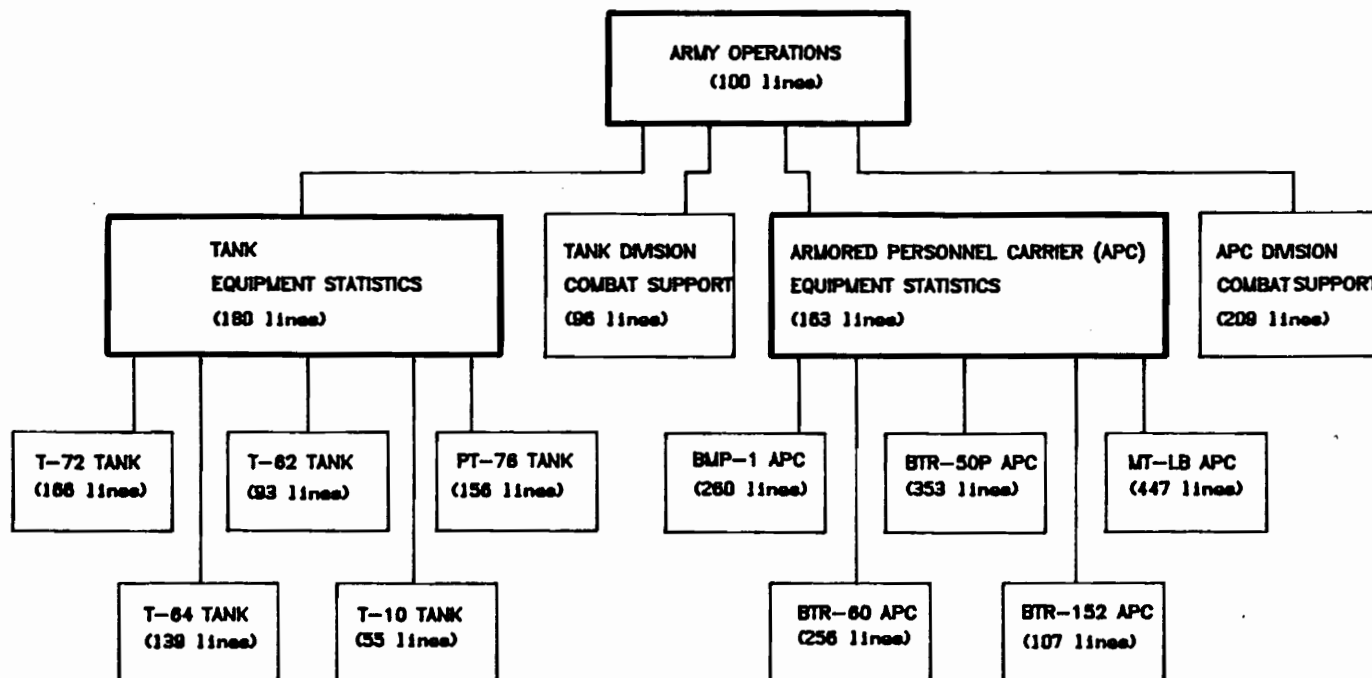 ARMY OPERATIONS
(100 lines)
TANK
EQUIPMENT STATISTICS
(180 lines)
TANK DIVISION
COMBAT SUPPORT
(96 lines)
ARMORED PERSONNEL CARRIER (APC)
EQUIPMENT STATISTICS
(163 lines)
APC DIVISION
COMBAT SUPPORT
(209 lines)
T-72 TANK
(166 lines)
T-62 TANK
(93 lines)
PT-76 TANK
(156 lines)
BMP-1 APC
(260 lines)
BTR-50P APC
(353 lines)
MT-LB APC
(447 lines)
T-64 TANK
(139 lines)
T-10 TANK
(55 lines)
BTR-60 APC
(256 lines)
BTR-152 APC
(107 lines)